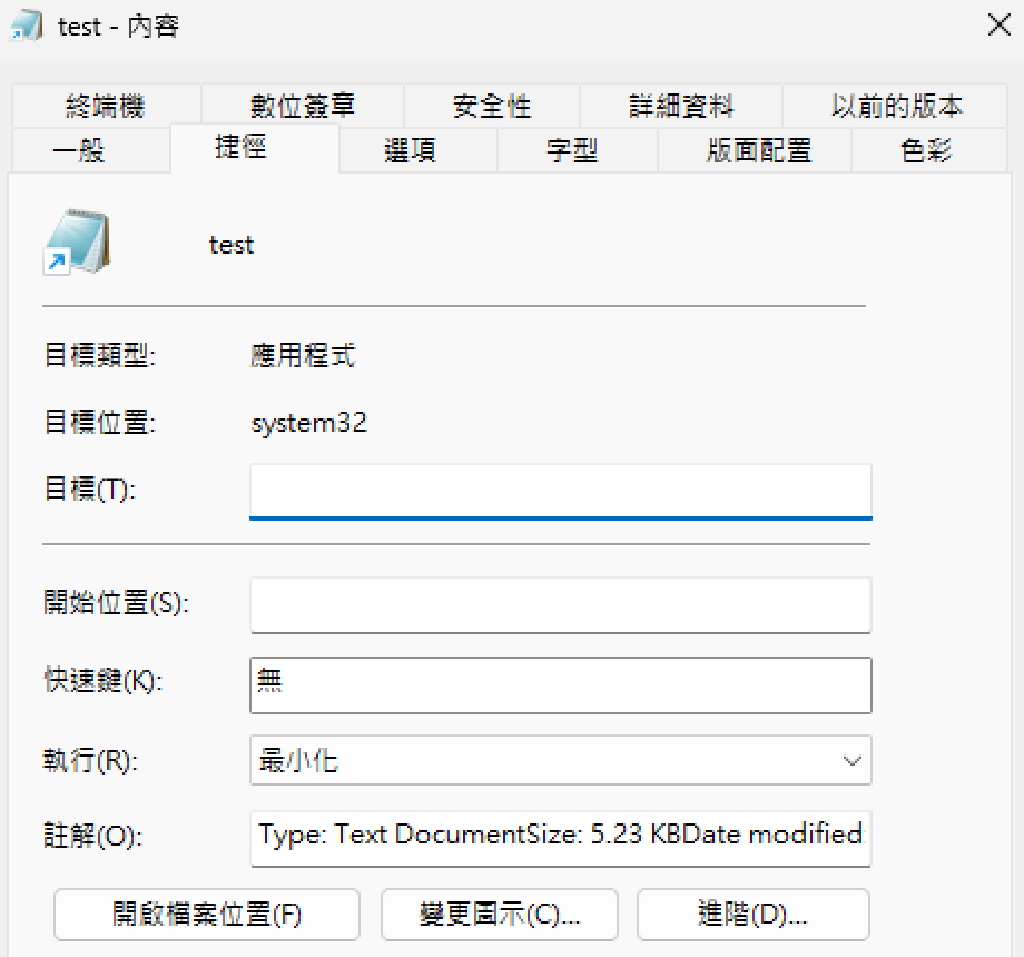 test - 內容
終端機 數位簽章 安全性 詳細資料 以前的版本
一般 捷徑 選項 字型 版面配置 色彩
test
目標類型: 應用程式
目標位置: system32
目標(T):
開始位置(S):
快速鍵(K): 無
執行(R): 最小化
註解(O): Type: Text DocumentSize: 5.23 KBDate modified:
開啟檔案位置(F) 變更圖示(C)... 進階(D)...